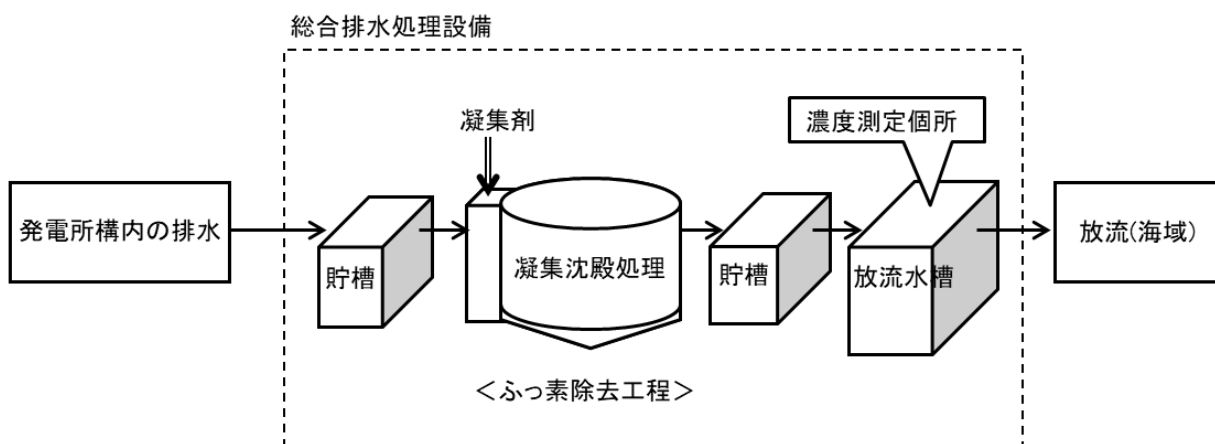 総合排水処理設備
凝集剤
濃度測定個所
発電所構内の排水
貯槽
凝集沈殿処理
貯槽
放流水槽
放流(海域)
＜ふっ素除去工程＞